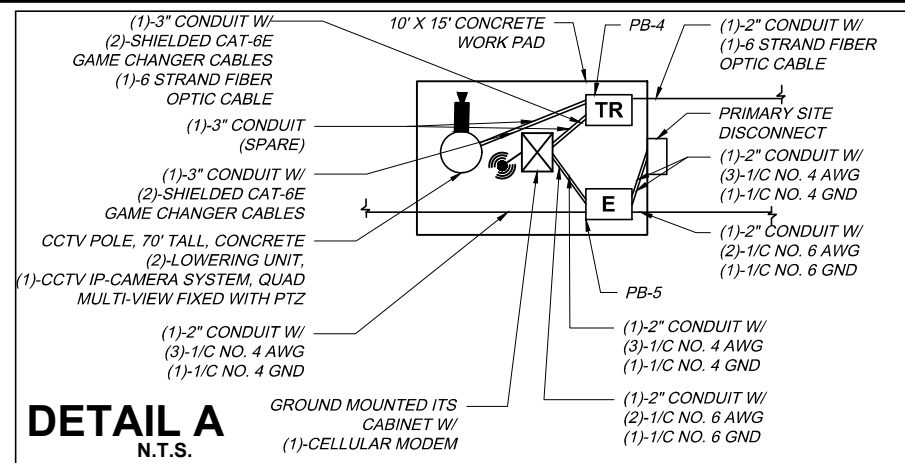 (1)-3" CONDUIT W/
(2)-SHIELDED CAT-6E
GAME CHANGER CABLES
(1)-6 STRAND FIBER
OPTIC CABLE
(1)-3" CONDUIT
(SPARE)
(1)-3" CONDUIT W/
(2)-SHIELDED CAT-6E
GAME CHANGER CABLES
CCTV POLE, 70' TALL, CONCRETE
(2)-LOWERING UNIT,
(1)-CCTV IP-CAMERA SYSTEM, QUAD
MULTI-VIEW FIXED WITH PTZ
(1)-2" CONDUIT W/
(3)-1/C NO. 4 AWG
(1)-1/C NO. 4 GND
10' X 15' CONCRETE
WORK PAD
PB-4
TR
E
(1)-2" CONDUIT W/
(1)-6 STRAND FIBER
OPTIC CABLE
PRIMARY SITE
DISCONNECT
(1)-2" CONDUIT W/
(3)-1/C NO. 4 AWG
(1)-1/C NO. 4 GND
(1)-2" CONDUIT W/
(2)-1/C NO. 6 AWG
(1)-1/C NO. 6 GND
PB-5
(1)-2" CONDUIT W/
(3)-1/C NO. 4 AWG
(1)-1/C NO. 4 GND
(1)-2" CONDUIT W/
(2)-1/C NO. 6 AWG
(1)-1/C NO. 6 GND
GROUND MOUNTED ITS
CABINET W/
(1)-CELLULAR MODEM
DETAIL A
N.T.S.